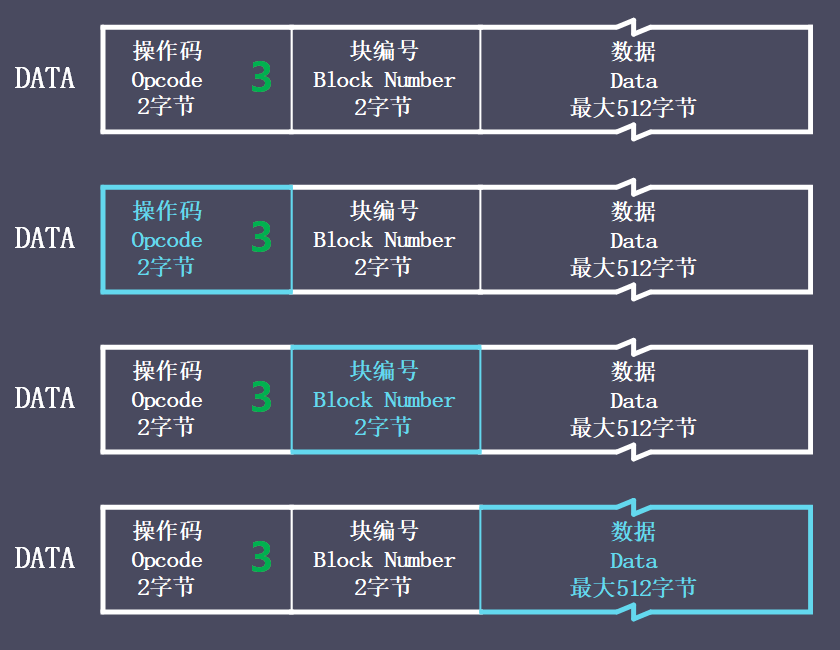 DATA
操作码
Opcode
2字节
3
块编号
Block Number
2字节
数据
Data
最大512字节
DATA
操作码
Opcode
2字节
3
块编号
Block Number
2字节
数据
Data
最大512字节
DATA
操作码
Opcode
2字节
3
块编号
Block Number
2字节
数据
Data
最大512字节
DATA
操作码
Opcode
2字节
3
块编号
Block Number
2字节
数据
Data
最大512字节